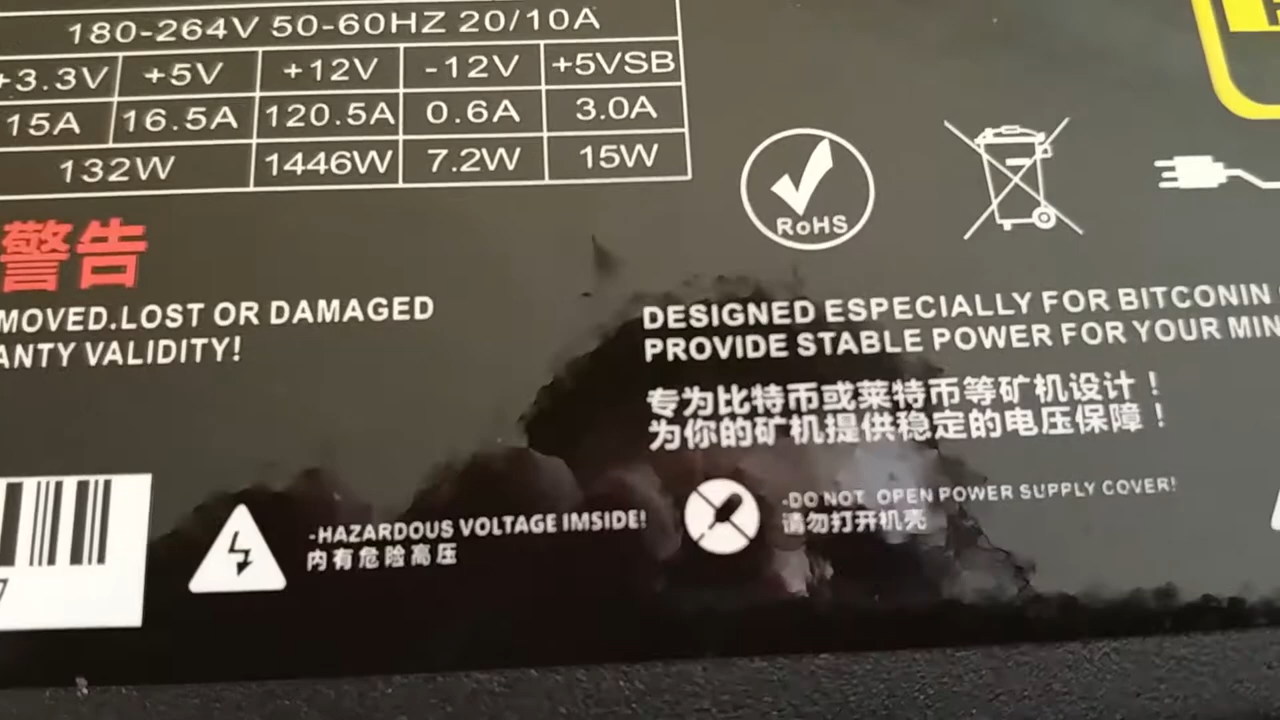 180-264V 50-60HZ 20/10A
+3.3V +5V +12V -12V +5VSB
15A 16.5A 120.5A 0.6A 3.0A
132W 1446W 7.2W 15W
RoHS
警告
MOVED.LOST OR DAMAGED
ANTY VALIDITY!
DESIGNED ESPECIALLY FOR BITCONIN
PROVIDE STABLE POWER FOR YOUR MIN
专为比特币或莱特币等矿机设计！
为你的矿机提供稳定的电压保障！
-HAZARDOUS VOLTAGE IMSIDE!
内有危险高压
-DO NOT OPEN POWER SUPPLY COVER!
请勿打开机壳
7